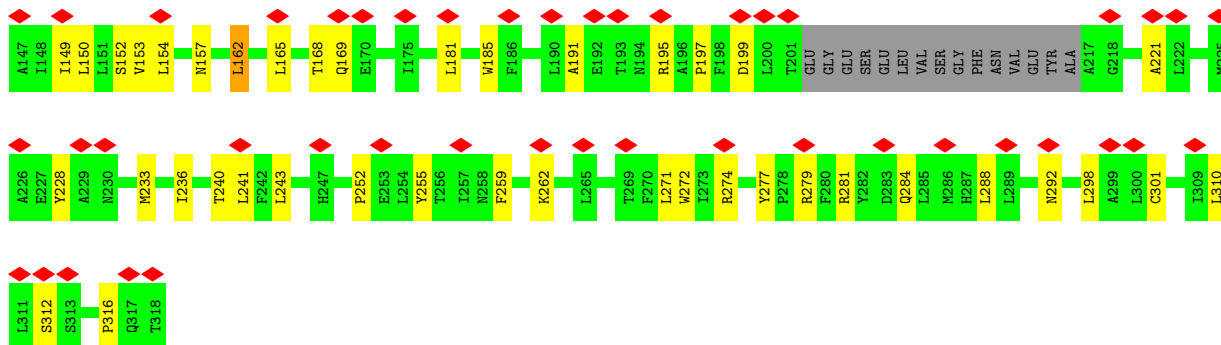 A147 I148 I149 L150 L151 S152 V153 L154 N157 L162 L165 T168 Q169 E170 I175 L181 W185 F186 L190 A191 E192 T193 N194 R195 A196 P197 F198 D199 L200 T201 GLU GLY GLU SER GLU LEU VAL SER GLY PHE ASN VAL GLU TYR ALA A217 G218 A221 L222
A226 E227 Y228 A229 N230 M233 I236 T240 L241 F242 L243 H247 P252 E253 L254 Y255 T256 I257 N258 F259 K262 L265 T269 F270 L271 W272 I273 R274 Y277 P278 R279 F280 R281 Y282 D283 Q284 L285 M286 H287 L288 L289 N292 L298 A299 L300 C301 I309 L310
L311 S312 S313 P316 Q317 T318